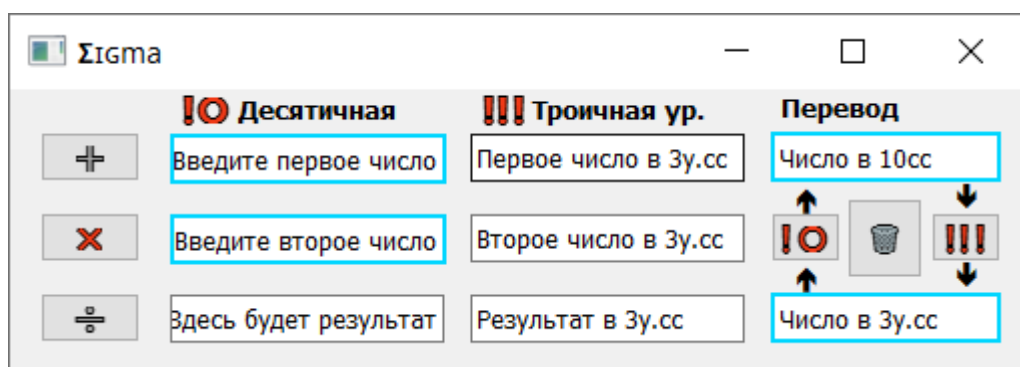 Σɪɢma
Десятичная Троичная ур. Перевод
Введите первое число Первое число в 3у.сс Число в 10сс
Введите второе число Второе число в 3у.сс
Здесь будет результат Результат в 3у.сс Число в 3у.сс